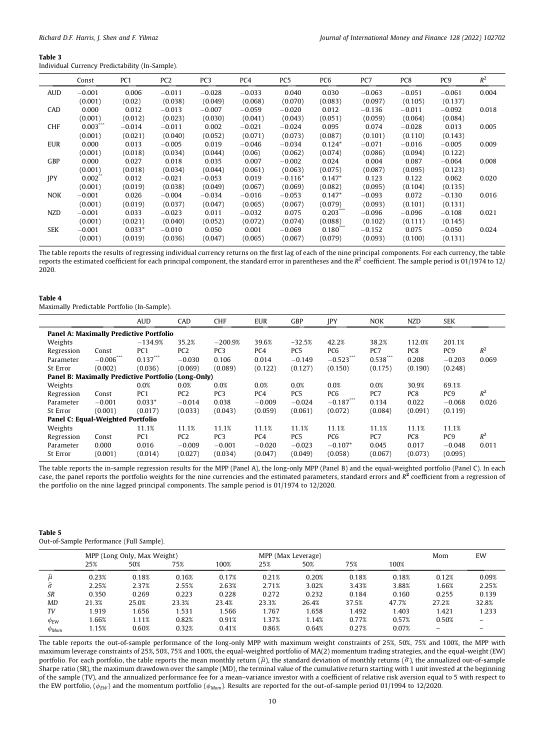 Richard D.F. Harris, J. Shen and F. Yilmaz Journal of International Money and Finance 128 (2022) 102702
Table 3
Individual Currency Predictability (In-Sample).
Const PC1 PC2 PC3 PC4 PC5 PC6 PC7 PC8 PC9 R²
AUD −0.001 0.006 −0.011 −0.028 −0.033 0.040 0.030 −0.063 −0.051 −0.061 0.004
(0.001) (0.02) (0.038) (0.049) (0.068) (0.070) (0.083) (0.097) (0.105) (0.137)
CAD 0.000 0.012 −0.013 −0.007 −0.059 −0.020 0.012 −0.136 −0.011 −0.092 0.018
(0.001) (0.012) (0.023) (0.030) (0.041) (0.043) (0.051) (0.059) (0.064) (0.084)
CHF 0.003*** −0.014 −0.011 0.002 −0.021 −0.024 0.095 0.074 −0.028 0.013 0.005
(0.001) (0.021) (0.040) (0.052) (0.071) (0.073) (0.087) (0.101) (0.110) (0.143)
EUR 0.000 0.013 −0.005 0.019 −0.046 −0.034 0.124* −0.071 −0.016 −0.005 0.009
(0.001) (0.018) (0.034) (0.044) (0.06) (0.062) (0.074) (0.086) (0.094) (0.122)
GBP 0.000 0.027 0.018 0.035 0.007 −0.002 0.024 0.004 0.087 −0.064 0.008
(0.001) (0.018) (0.034) (0.044) (0.061) (0.063) (0.075) (0.087) (0.095) (0.123)
JPY 0.002** 0.012 −0.021 −0.053 0.019 −0.116* 0.147* 0.123 0.122 0.062 0.020
(0.001) (0.019) (0.038) (0.049) (0.067) (0.069) (0.082) (0.095) (0.104) (0.135)
NOK −0.001 0.026 −0.004 −0.034 −0.016 −0.053 0.147* −0.093 0.072 −0.130 0.016
(0.001) (0.019) (0.037) (0.047) (0.065) (0.067) (0.079) (0.093) (0.101) (0.131)
NZD −0.001 0.033 −0.023 0.011 −0.032 0.075 0.203** −0.096 −0.096 −0.108 0.021
(0.001) (0.021) (0.040) (0.052) (0.072) (0.074) (0.088) (0.102) (0.111) (0.145)
SEK −0.001 0.033* −0.010 0.050 0.001 −0.069 0.180** −0.152 0.075 −0.050 0.024
(0.001) (0.019) (0.036) (0.047) (0.065) (0.067) (0.079) (0.093) (0.100) (0.131)
The table reports the results of regressing individual currency returns on the first lag of each of the nine principal components. For each currency, the table
reports the estimated coefficient for each principal component, the standard error in parentheses and the R² coefficient. The sample period is 01/1974 to 12/
2020.
Table 4
Maximally Predictable Portfolio (In-Sample).
AUD CAD CHF EUR GBP JPY NOK NZD SEK
Panel A: Maximally Predictive Portfolio
Weights −134.9% 35.2% −200.9% 39.6% −32.5% 42.2% 38.2% 112.0% 201.1%
Regression Const PC1 PC2 PC3 PC4 PC5 PC6 PC7 PC8 PC9 R²
Parameter −0.006*** 0.137*** −0.030 0.106 0.014 −0.149 −0.523*** 0.538*** 0.208 −0.203 0.069
St Error (0.002) (0.036) (0.069) (0.089) (0.122) (0.127) (0.150) (0.175) (0.190) (0.248)
Panel B: Maximally Predictive Portfolio (Long-Only)
Weights 0.0% 0.0% 0.0% 0.0% 0.0% 0.0% 0.0% 30.9% 69.1%
Regression Const PC1 PC2 PC3 PC4 PC5 PC6 PC7 PC8 PC9 R²
Parameter −0.001 0.033* −0.014 0.038 −0.009 −0.024 −0.187*** 0.134 0.022 −0.068 0.026
St Error (0.001) (0.017) (0.033) (0.043) (0.059) (0.061) (0.072) (0.084) (0.091) (0.119)
Panel C: Equal-Weighted Portfolio
Weights 11.1% 11.1% 11.1% 11.1% 11.1% 11.1% 11.1% 11.1% 11.1%
Regression Const PC1 PC2 PC3 PC4 PC5 PC6 PC7 PC8 PC9 R²
Parameter 0.000 0.016 −0.009 −0.001 −0.020 −0.023 −0.107* 0.045 0.017 −0.048 0.011
St Error (0.001) (0.014) (0.027) (0.034) (0.047) (0.049) (0.058) (0.067) (0.073) (0.095)
The table reports the in-sample regression results for the MPP (Panel A), the long-only MPP (Panel B) and the equal-weighted portfolio (Panel C). In each
case, the panel reports the portfolio weights for the nine currencies and the estimated parameters, standard errors and R² coefficient from a regression of
the portfolio on the nine lagged principal components. The sample period is 01/1974 to 12/2020.
Table 5
Out-of-Sample Performance (Full Sample).
MPP (Long Only, Max Weight) MPP (Max Leverage) Mom EW
25% 50% 75% 100% 25% 50% 75% 100%
μ̂ 0.23% 0.18% 0.16% 0.17% 0.21% 0.20% 0.18% 0.18% 0.12% 0.09%
σ̂ 2.25% 2.37% 2.55% 2.63% 2.71% 3.02% 3.43% 3.88% 1.66% 2.25%
SR 0.350 0.269 0.223 0.228 0.272 0.232 0.184 0.160 0.255 0.139
MD 21.3% 25.0% 23.3% 23.4% 23.3% 26.4% 37.5% 47.7% 27.2% 32.8%
TV 1.919 1.656 1.531 1.566 1.767 1.658 1.492 1.403 1.421 1.233
ϕEW 1.66% 1.11% 0.82% 0.91% 1.37% 1.14% 0.77% 0.57% 0.50% –
ϕMom 1.15% 0.60% 0.32% 0.41% 0.86% 0.64% 0.27% 0.07% – –
The table reports the out-of-sample performance of the long-only MPP with maximum weight constraints of 25%, 50%, 75% and 100%, the MPP with
maximum leverage constraints of 25%, 50%, 75% and 100%, the equal-weighted portfolio of MA(2) momentum trading strategies, and the equal-weight (EW)
portfolio. For each portfolio, the table reports the mean monthly return (μ̂), the standard deviation of monthly returns (σ̂), the annualized out-of-sample
Sharpe ratio (SR), the maximum drawdown over the sample (MD), the terminal value of the cumulative return starting with 1 unit invested at the beginning
of the sample (TV), and the annualized performance fee for a mean–variance investor with a coefficient of relative risk aversion equal to 5 with respect to
the EW portfolio, (ϕEW) and the momentum portfolio (ϕMom). Results are reported for the out-of-sample period 01/1994 to 12/2020.
10